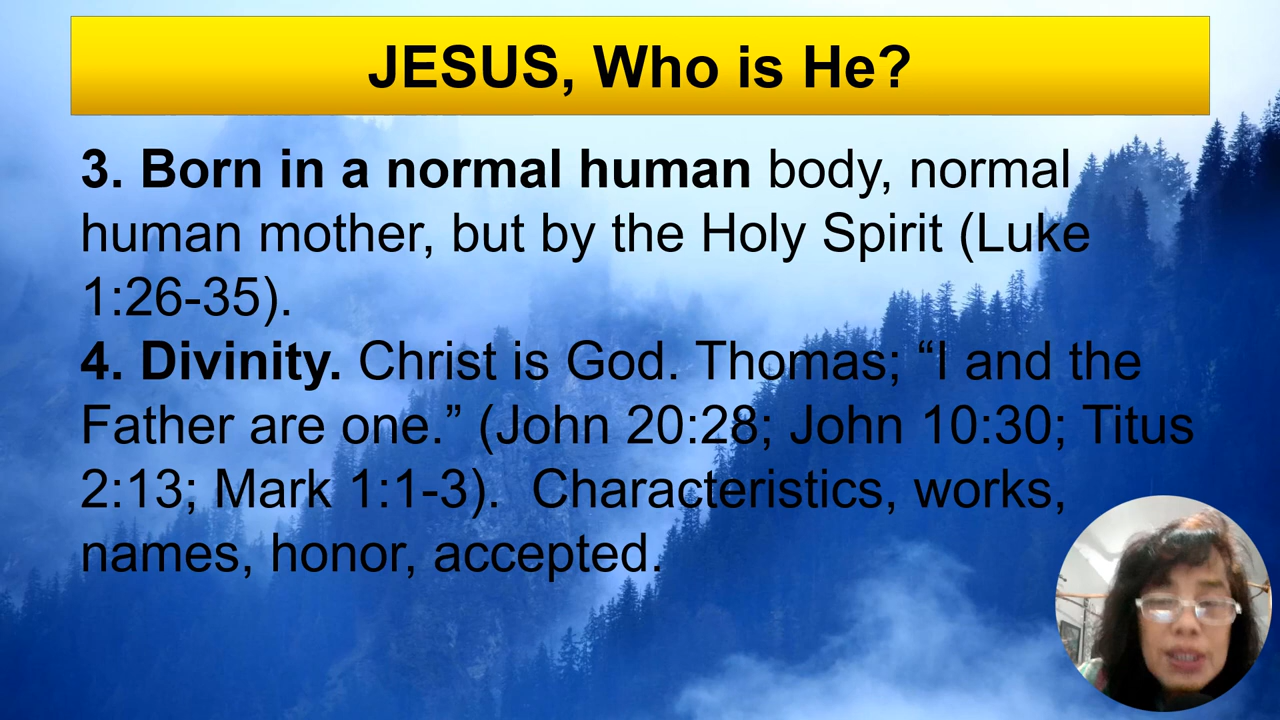 JESUS, Who is He?
3. Born in a normal human body, normal
human mother, but by the Holy Spirit (Luke
1:26-35).
4. Divinity. Christ is God. Thomas; “I and the
Father are one.” (John 20:28; John 10:30; Titus
2:13; Mark 1:1-3).  Characteristics, works,
names, honor, accepted.